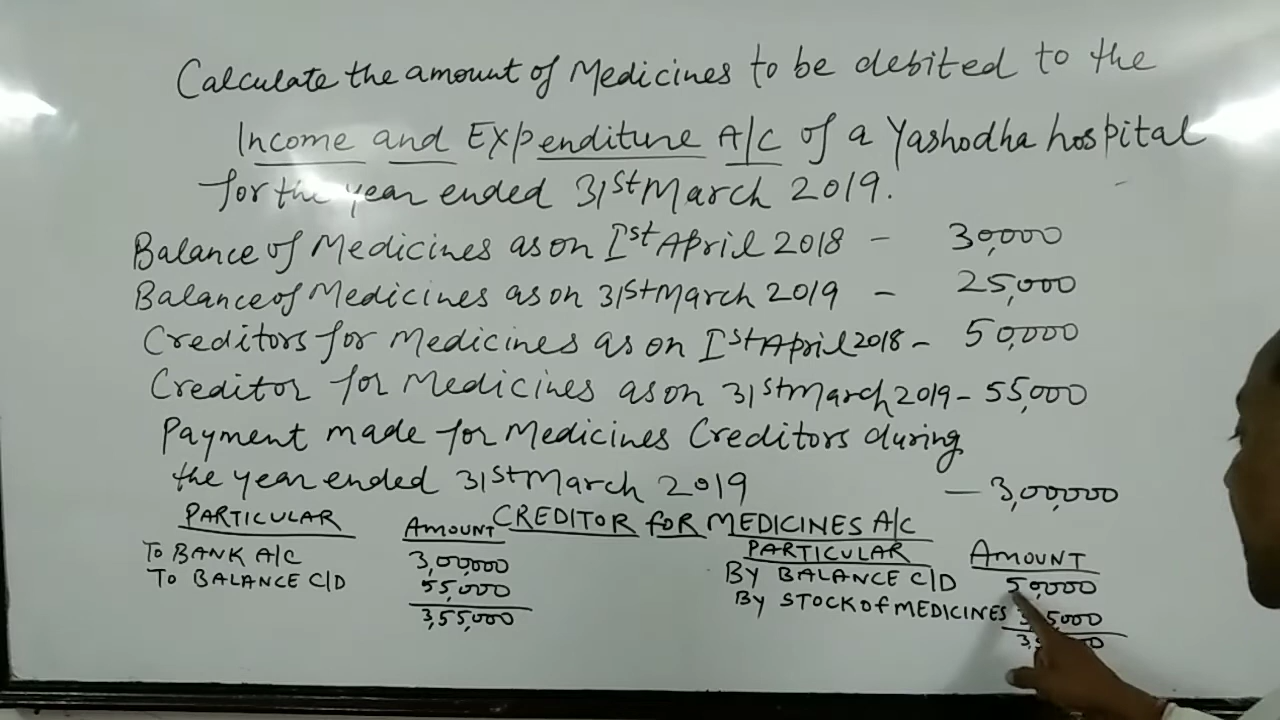 Calculate the amount of Medicines to be debited to the
Income and Expenditure A/C of a Yashodha hospital
for the year ended 31st March 2019.
Balance of Medicines as on Ist April 2018 - 30,000
Balance of Medicines as on 31st March 2019 - 25,000
Creditors for Medicines as on Ist April 2018 - 50,000
Creditor for Medicines as on 31st March 2019 - 55,000
Payment made for Medicines Creditors during
the year ended 31st March 2019 - 3,00,000
CREDITOR for MEDICINES A/C
PARTICULAR AMOUNT PARTICULAR AMOUNT
To BANK A/C 3,00,000 By BALANCE C/D 50,000
To BALANCE C/D 55,000 By STOCK of MEDICINES
3,55,000